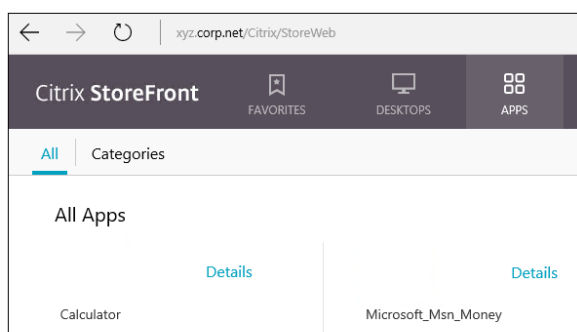 xyz.corp.net/Citrix/StoreWeb
Citrix StoreFront
FAVORITES
DESKTOPS
APPS
All
Categories
All Apps
Details
Details
Calculator
Microsoft_Msn_Money